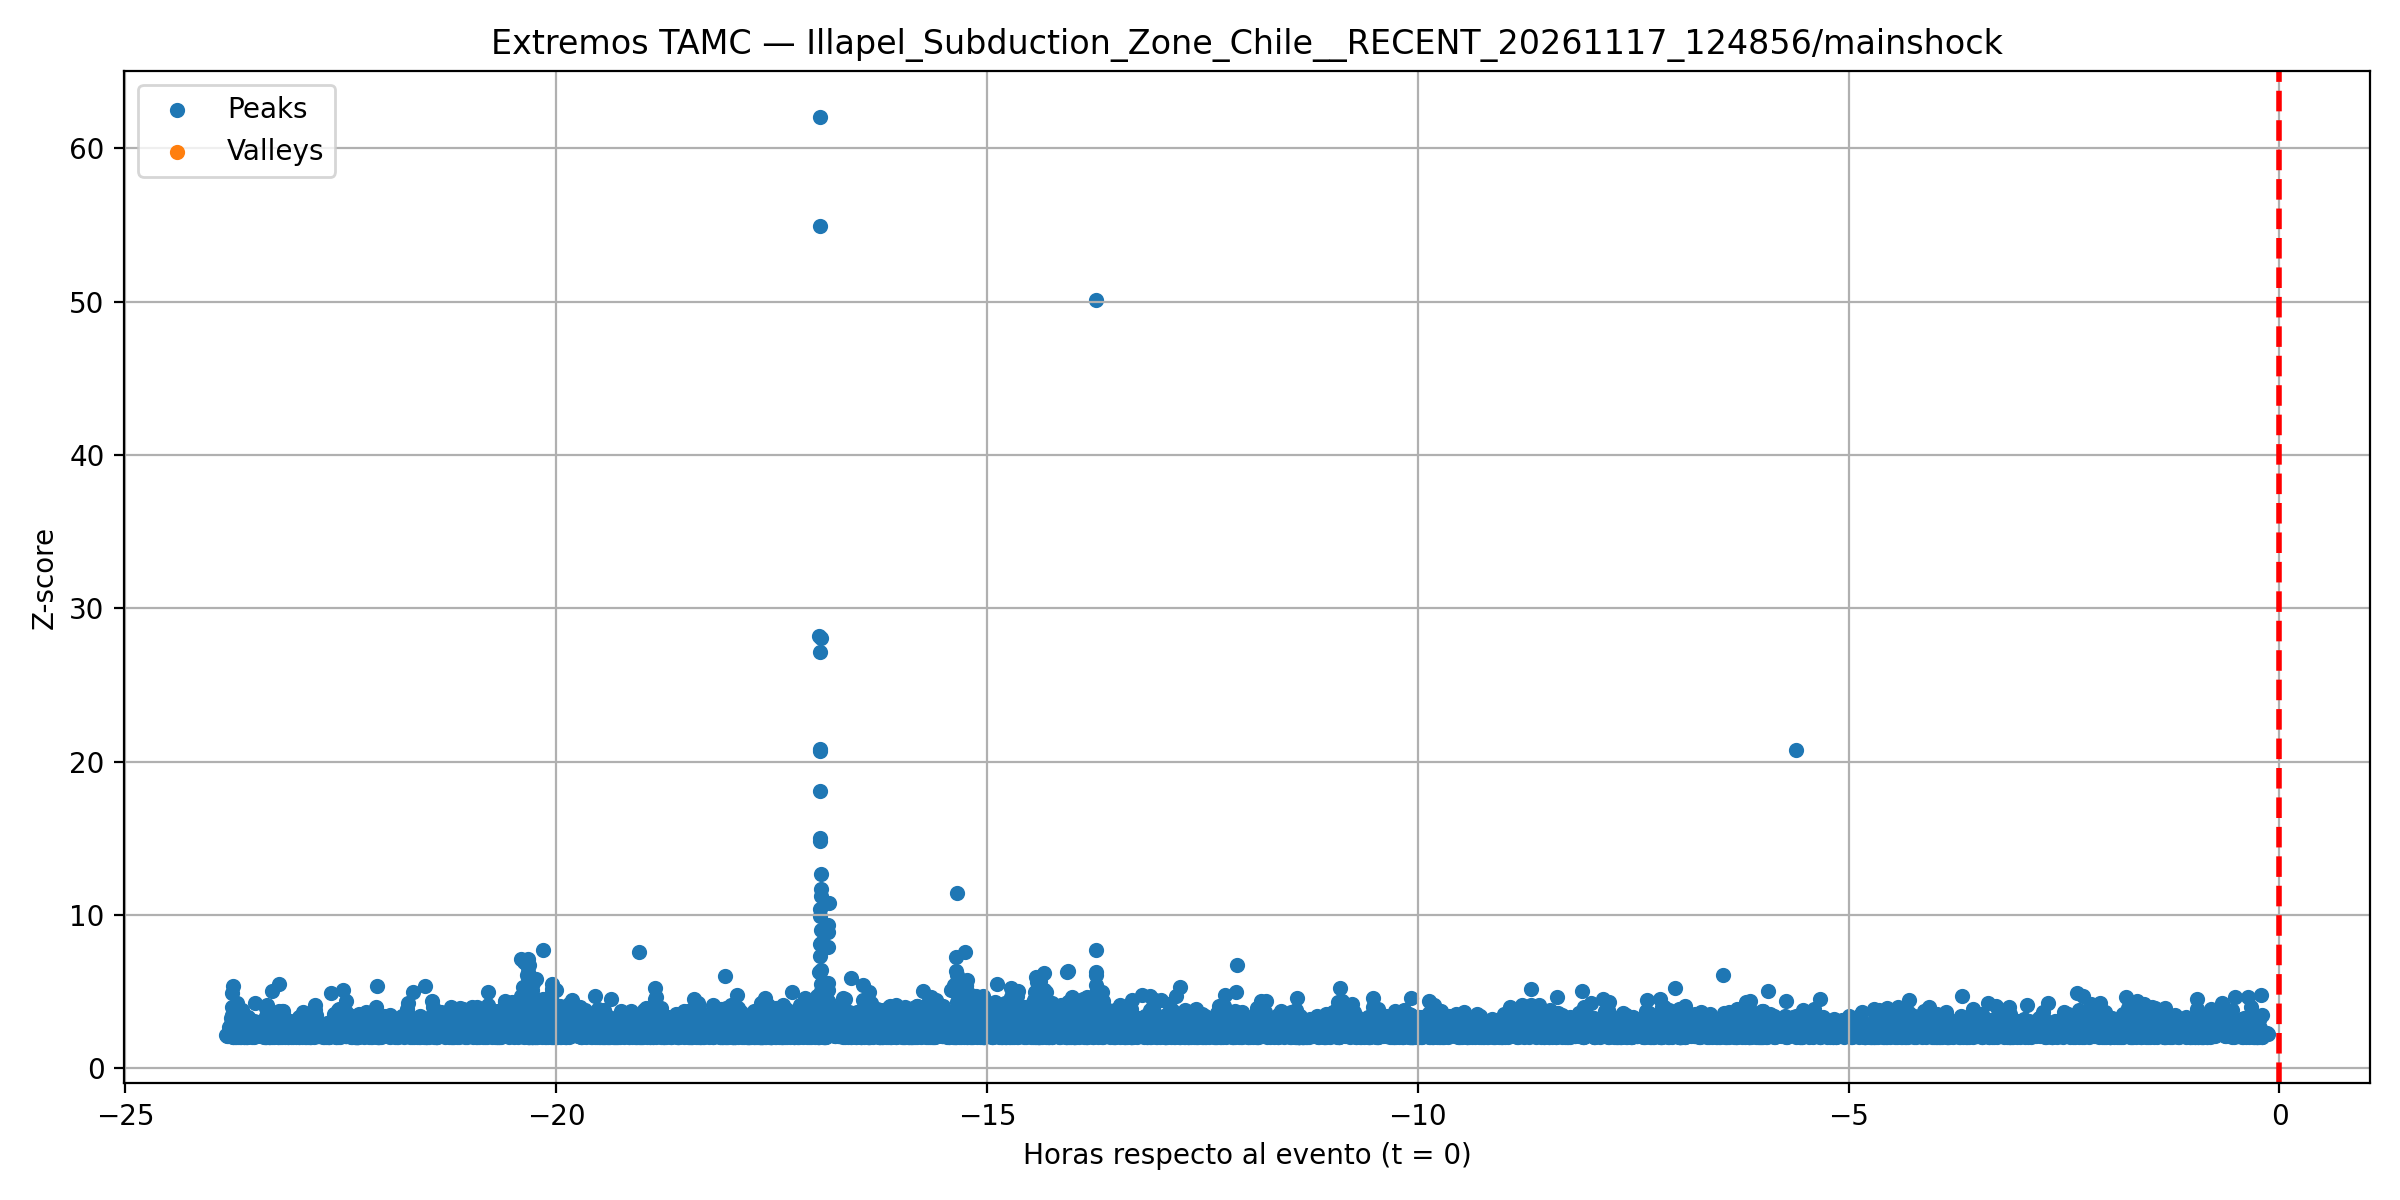 Extremos TAMC — Illapel_Subduction_Zone_Chile__RECENT_20261117_124856/mainshock
Peaks
Valleys
Z-score
60
50
40
30
20
10
0
−25
−20
−15
−10
−5
0
Horas respecto al evento (t = 0)